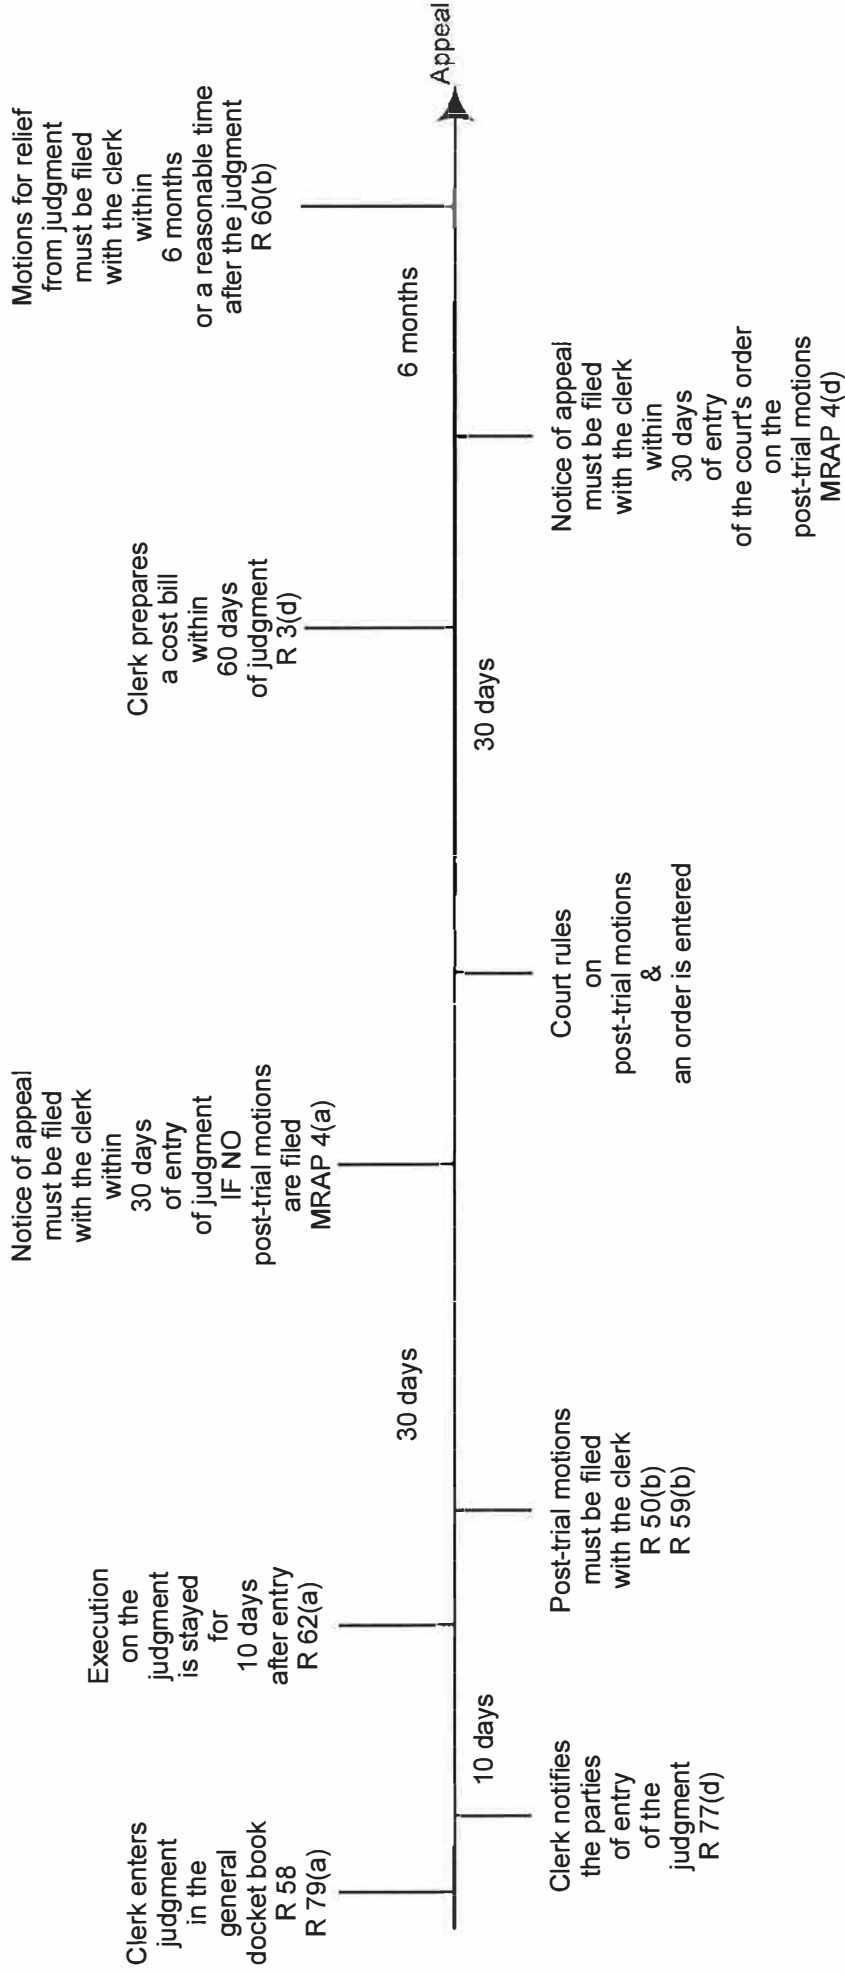 Clerk enters
judgment
in the
general
docket book
R 58
R 79(a)
Clerk notifies
the parties
of entry
of the
judgment
R 77(d)
10 days
Execution
on the
judgment
is stayed
for
10 days
after entry
R 62(a)
Post-trial motions
must be filed
with the clerk
R 50(b)
R 59(b)
30 days
Notice of appeal
must be filed
with the clerk
within
30 days
of entry
of judgment
IF NO
post-trial motions
are filed
MRAP 4(a)
Court rules
on
post-trial motions
&
an order is entered
30 days
Clerk prepares
a cost bill
within
60 days
of judgment
R 3(d)
Notice of appeal
must be filed
with the clerk
within
30 days
of entry
of the court's order
on the
post-trial motions
MRAP 4(d)
6 months
Motions for relief
from judgment
must be filed
with the clerk
within
6 months
or a reasonable time
after the judgment
R 60(b)
Appeal